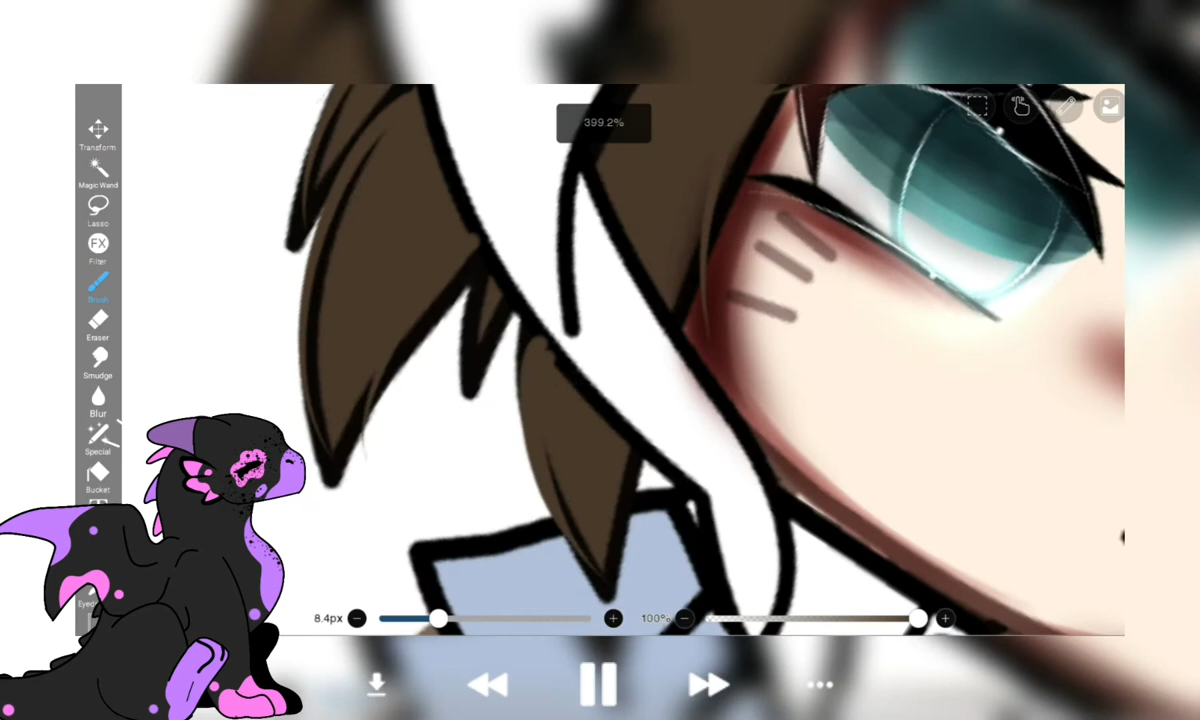 399.2%
Transform
Magic Wand
Lasso
FX
Filter
Brush
Eraser
Smudge
Blur
Special
Bucket
8.4px
100%